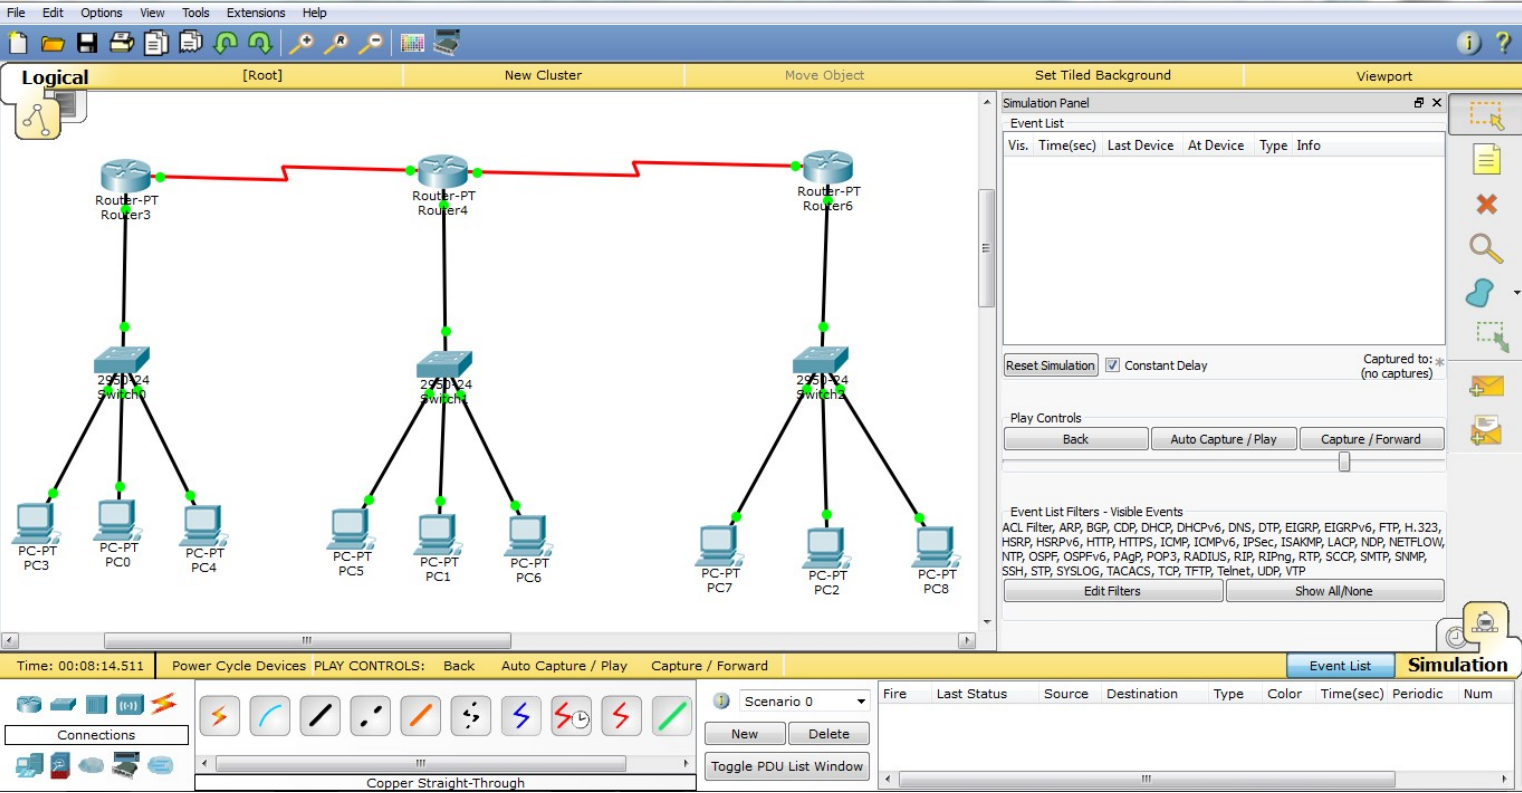 File Edit Options View Tools Extensions Help
Logical [Root] New Cluster Move Object Set Tiled Background Viewport
Simulation Panel
Event List
Vis. Time(sec) Last Device At Device Type Info
Router-PT
Router3
Router-PT
Router4
Router-PT
Router6
2950-24
Switch0
2950-24
Switch1
2950-24
Switch2
PC-PT
PC3
PC-PT
PC0
PC-PT
PC4
PC-PT
PC5
PC-PT
PC1
PC-PT
PC6
PC-PT
PC7
PC-PT
PC2
PC-PT
PC8
Reset Simulation Constant Delay
Captured to: *
(no captures)
Play Controls
Back Auto Capture / Play Capture / Forward
Event List Filters - Visible Events
ACL Filter, ARP, BGP, CDP, DHCP, DHCPv6, DNS, DTP, EIGRP, EIGRPv6, FTP, H.323,
HSRP, HSRPv6, HTTP, HTTPS, ICMP, ICMPv6, IPSec, ISAKMP, LACP, NDP, NETFLOW,
NTP, OSPF, OSPFv6, PAgP, POP3, RADIUS, RIP, RIPng, RTP, SCCP, SMTP, SNMP,
SSH, STP, SYSLOG, TACACS, TCP, TFTP, Telnet, UDP, VTP
Edit Filters Show All/None
Time: 00:08:14.511 Power Cycle Devices PLAY CONTROLS: Back Auto Capture / Play Capture / Forward Event List Simulation
Connections
Copper Straight-Through
Scenario 0
New Delete
Toggle PDU List Window
Fire Last Status Source Destination Type Color Time(sec) Periodic Num